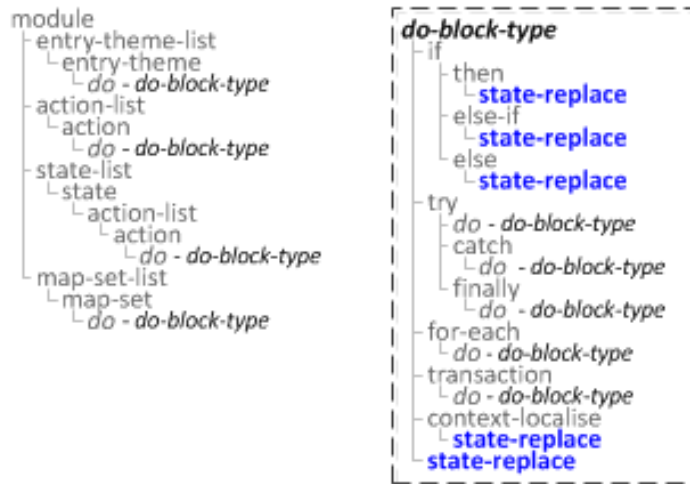 module
entry-theme-list
entry-theme
do - do-block-type
action-list
action
do - do-block-type
state-list
state
action-list
action
do - do-block-type
map-set-list
map-set
do - do-block-type
do-block-type
if
then
state-replace
else-if
state-replace
else
state-replace
try
do - do-block-type
catch
do - do-block-type
finally
do - do-block-type
for-each
do - do-block-type
transaction
do - do-block-type
context-localise
state-replace
state-replace